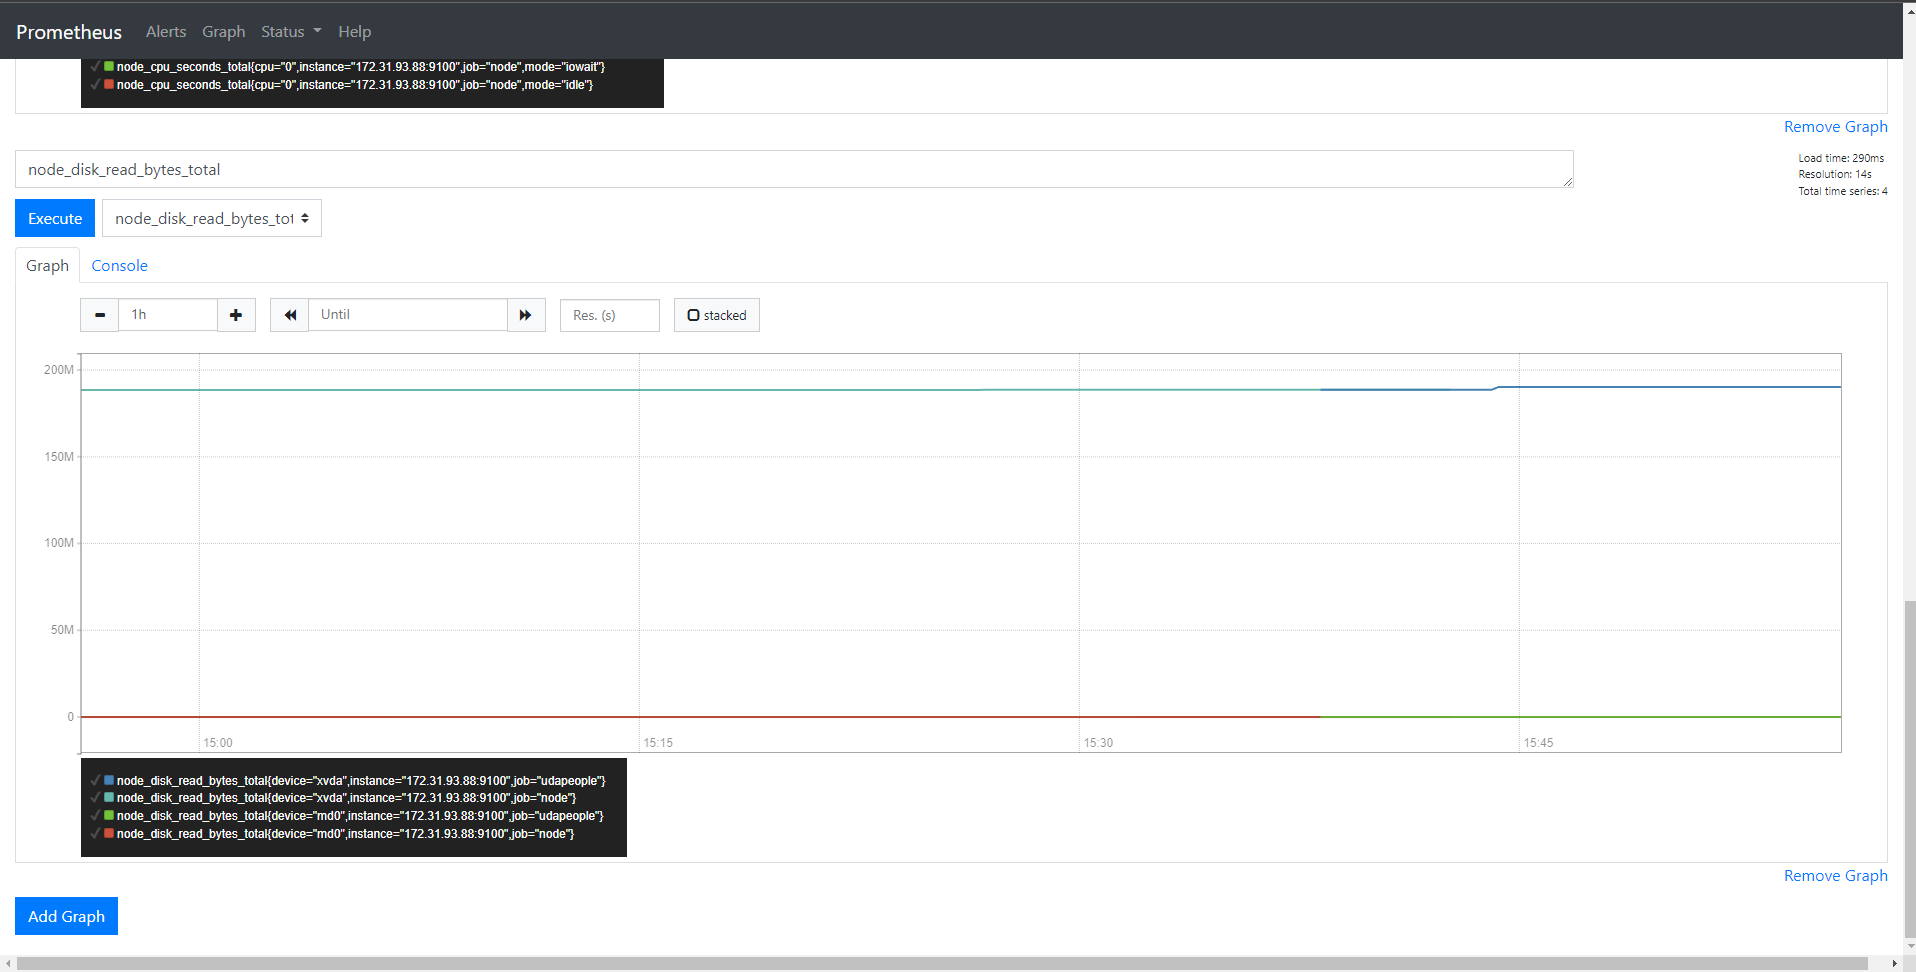 Prometheus Alerts Graph Status Help
node_cpu_seconds_total{cpu="0",instance="172.31.93.88:9100",job="node",mode="iowait"}
node_cpu_seconds_total{cpu="0",instance="172.31.93.88:9100",job="node",mode="idle"}
Remove Graph
node_disk_read_bytes_total
Load time: 290ms
Resolution: 14s
Total time series: 4
Execute node_disk_read_bytes_tot
Graph Console
1h Until Res. (s) stacked
200M
150M
100M
50M
0
15:00 15:15 15:30 15:45
node_disk_read_bytes_total{device="xvda",instance="172.31.93.88:9100",job="udapeople"}
node_disk_read_bytes_total{device="xvda",instance="172.31.93.88:9100",job="node"}
node_disk_read_bytes_total{device="md0",instance="172.31.93.88:9100",job="udapeople"}
node_disk_read_bytes_total{device="md0",instance="172.31.93.88:9100",job="node"}
Remove Graph
Add Graph